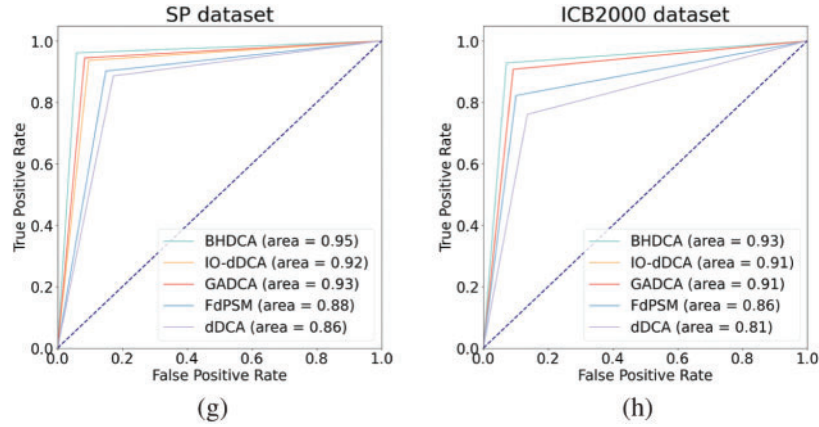 SP dataset
1.0
0.8
0.6
0.4
0.2
0.0
True Positive Rate
BHDCA (area = 0.95)
IO-dDCA (area = 0.92)
GADCA (area = 0.93)
FdPSM (area = 0.88)
dDCA (area = 0.86)
0.0 0.2 0.4 0.6 0.8 1.0
False Positive Rate
(g)
ICB2000 dataset
1.0
0.8
0.6
0.4
0.2
0.0
True Positive Rate
BHDCA (area = 0.93)
IO-dDCA (area = 0.91)
GADCA (area = 0.91)
FdPSM (area = 0.86)
dDCA (area = 0.81)
0.0 0.2 0.4 0.6 0.8 1.0
False Positive Rate
(h)